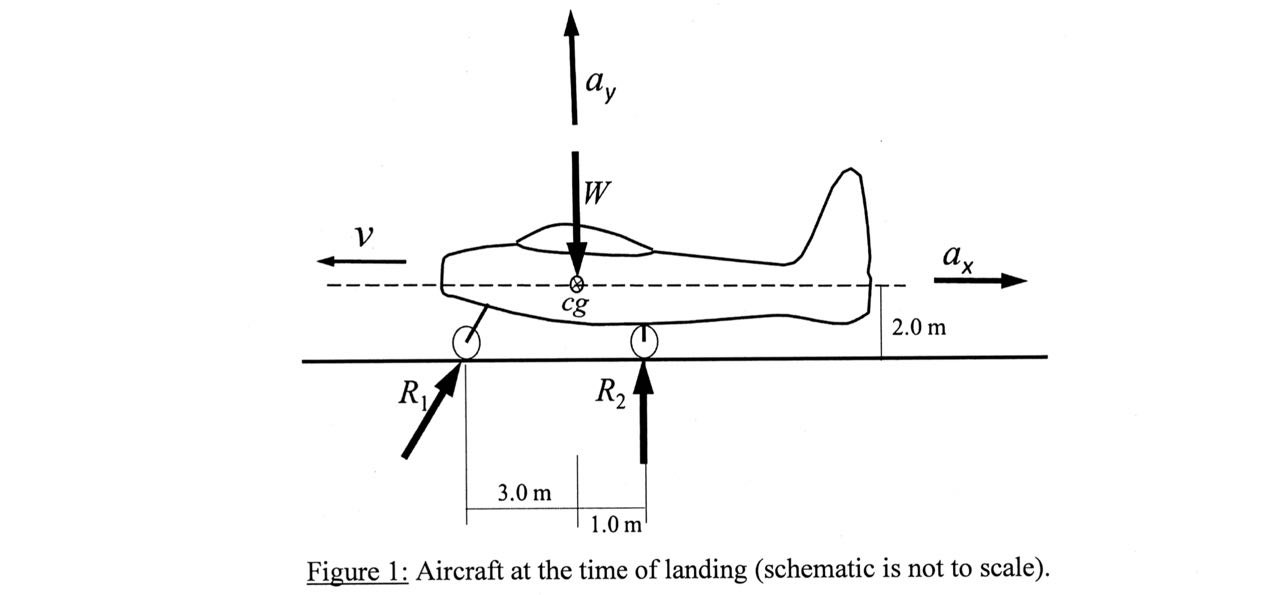 a_y
W
v
a_x
cg
2.0 m
R_1
R_2
3.0 m
1.0 m
Figure 1: Aircraft at the time of landing (schematic is not to scale).